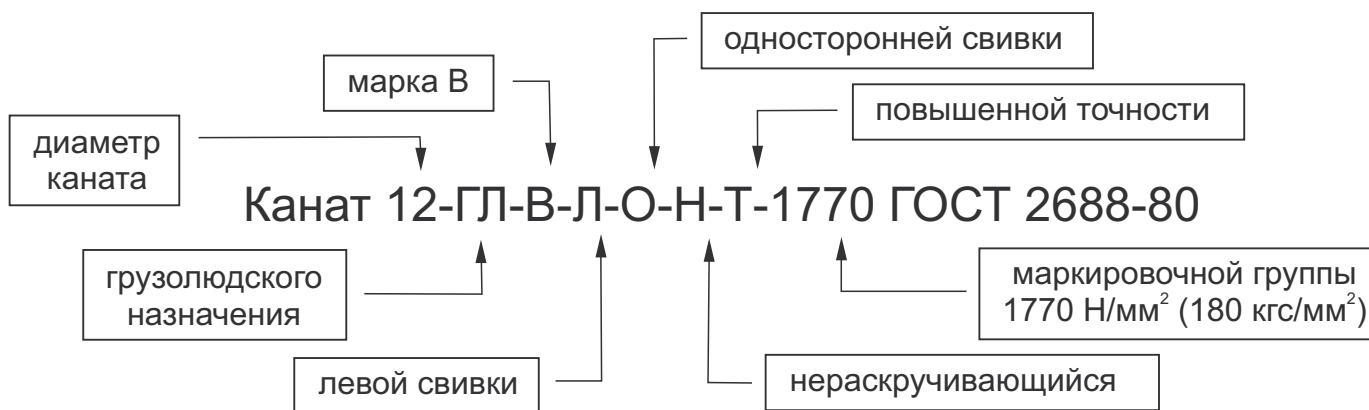 односторонней свивки
марка В
повышенной точности
диаметр
каната
Канат 12-ГЛ-В-Л-О-Н-Т-1770 ГОСТ 2688-80
грузолюдского
назначения
маркировочной группы
1770 Н/мм² (180 кгс/мм²)
левой свивки
нераскручивающийся